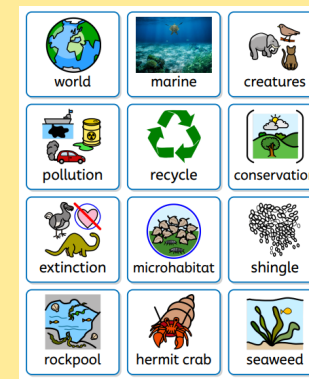 world marine creatures
pollution recycle conservatio
extinction microhabitat shingle
rockpool hermit crab seaweed